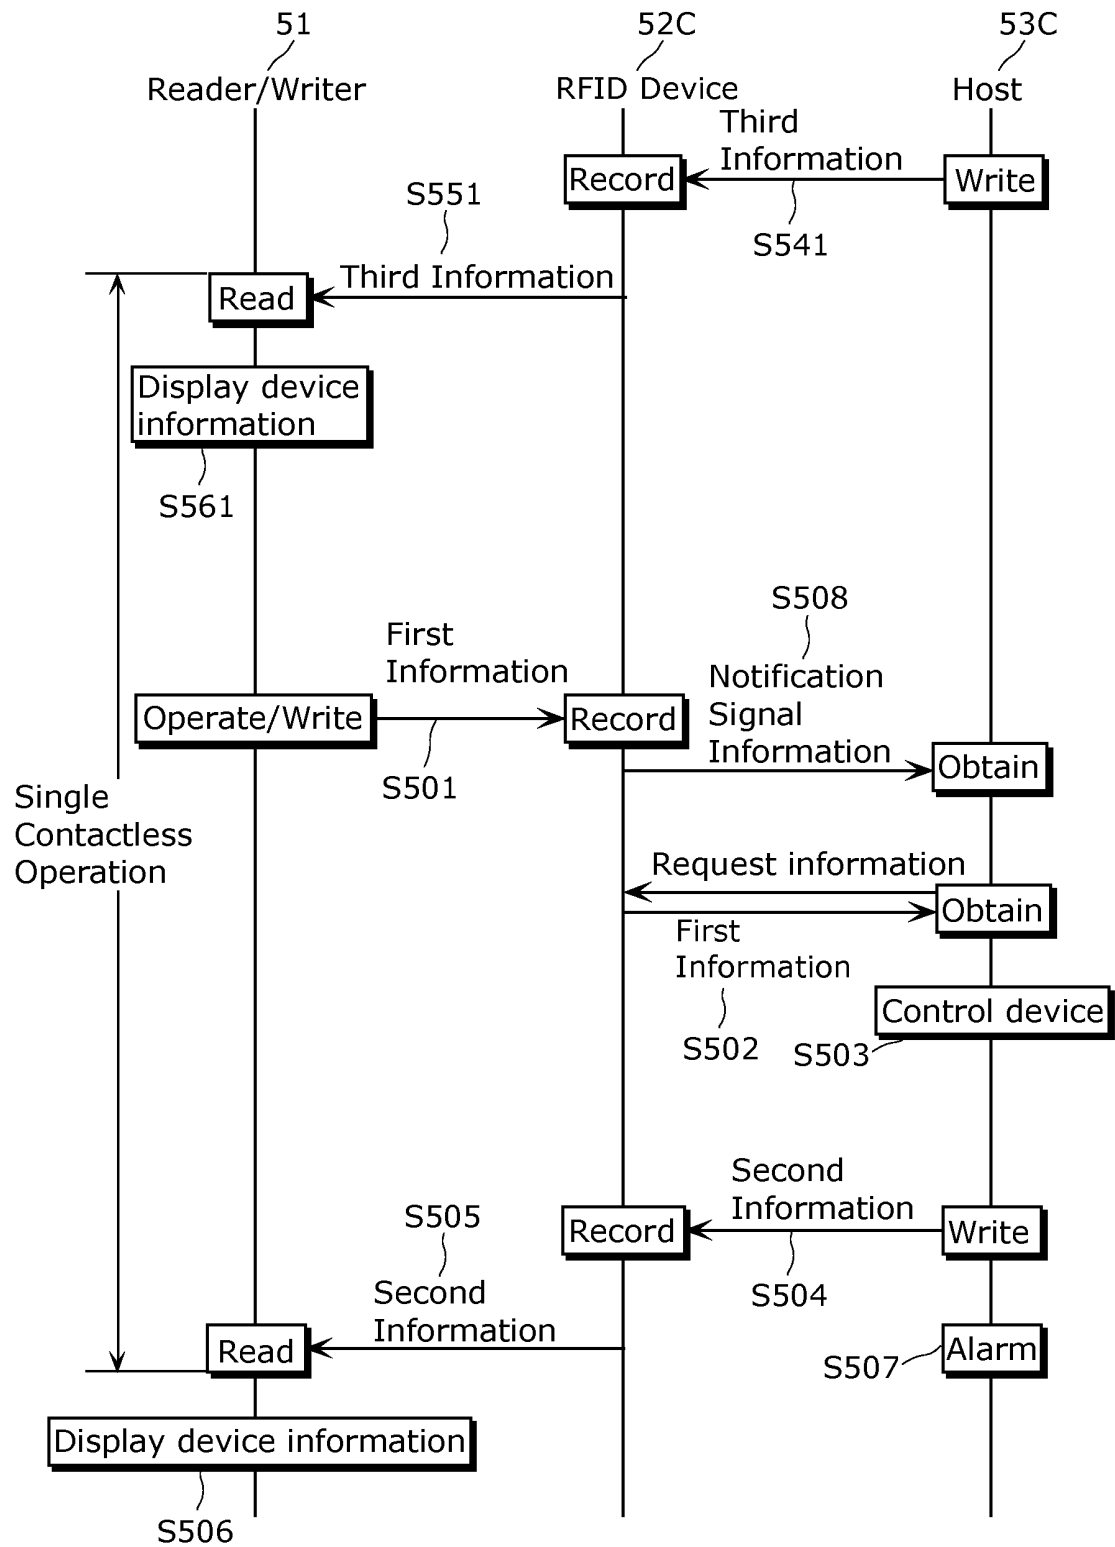 51
52C
53C
Reader/Writer
RFID Device
Host
Third
Information
Record
Write
S541
S551
Third Information
Read
Display device
information
S561
S508
First
Information
Notification
Signal
Information
Operate/Write
Record
S501
Obtain
Single
Contactless
Operation
Request information
Obtain
First
Information
S502
Control device
S503
Second
Information
Record
Write
S504
S505
Second
Information
Read
Alarm
S507
Display device information
S506